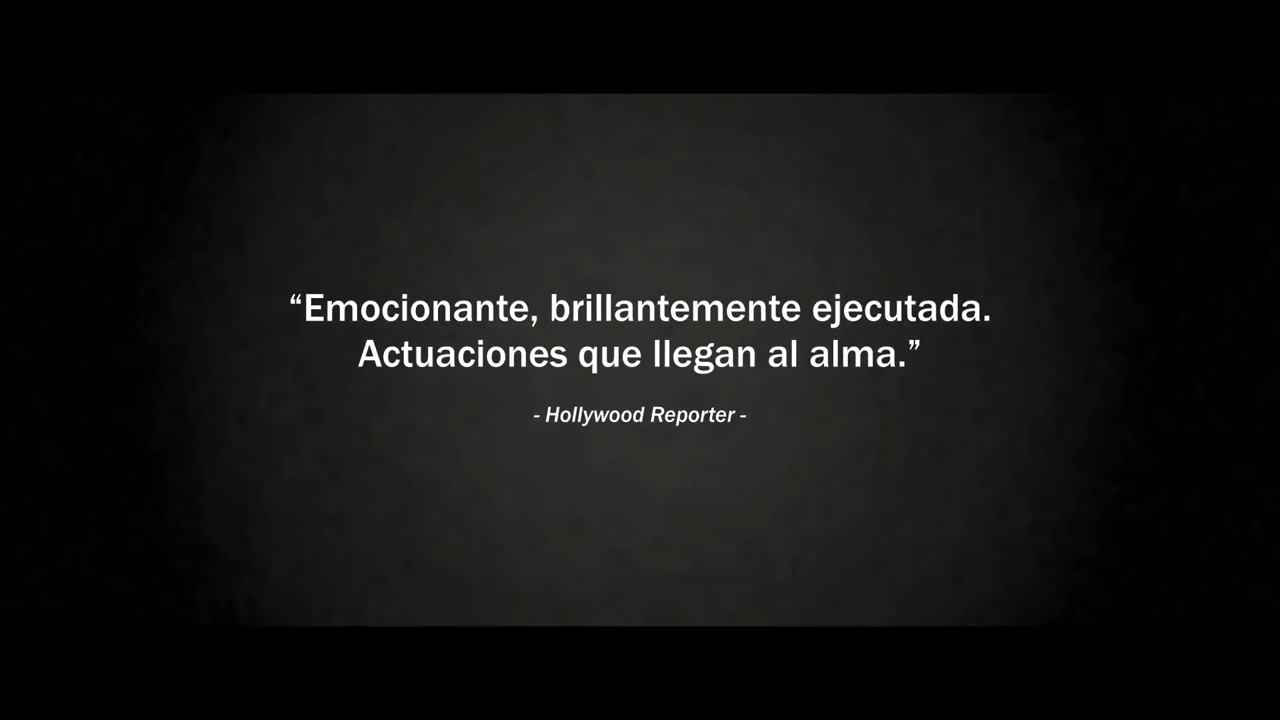 “Emocionante, brillantemente ejecutada.
Actuaciones que llegan al alma.”
- Hollywood Reporter -